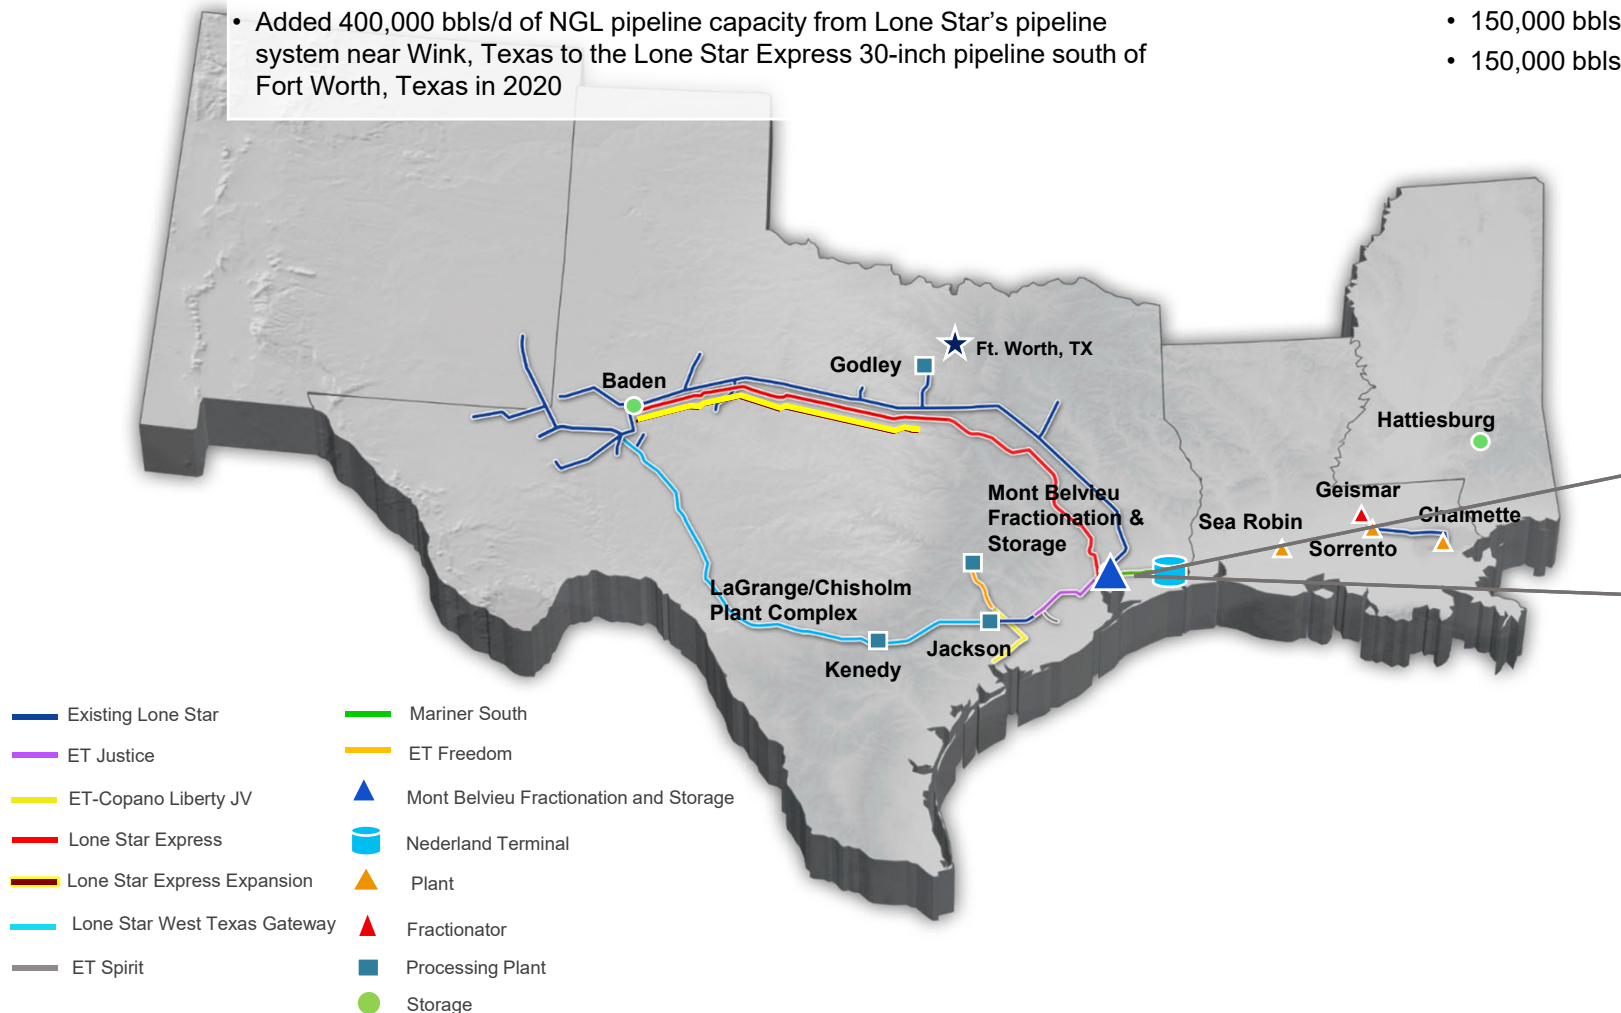 • Added 400,000 bbls/d of NGL pipeline capacity from Lone Star's pipeline
system near Wink, Texas to the Lone Star Express 30-inch pipeline south of
Fort Worth, Texas in 2020
• 150,000 bbls
• 150,000 bbls
Ft. Worth, TX
Godley
Baden
Hattiesburg
Mont Belvieu
Fractionation &
Storage
Geismar
Chalmette
Sea Robin
Sorrento
LaGrange/Chisholm
Plant Complex
Jackson
Kenedy
Existing Lone Star
ET Justice
ET-Copano Liberty JV
Lone Star Express
Lone Star Express Expansion
Lone Star West Texas Gateway
ET Spirit
Mariner South
ET Freedom
Mont Belvieu Fractionation and Storage
Nederland Terminal
Plant
Fractionator
Processing Plant
Storage